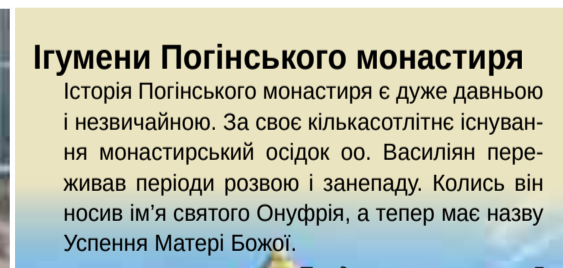 Ігумени Погінського монастиря
Історія Погінського монастиря є дуже давньою
і незвичайною. За своє кількасотлітнє існуван-
ня монастирський осідок оо. Василіян пере-
живав періоди розвою і занепаду. Колись він
носив ім’я святого Онуфрія, а тепер має назву
Успення Матері Божої.